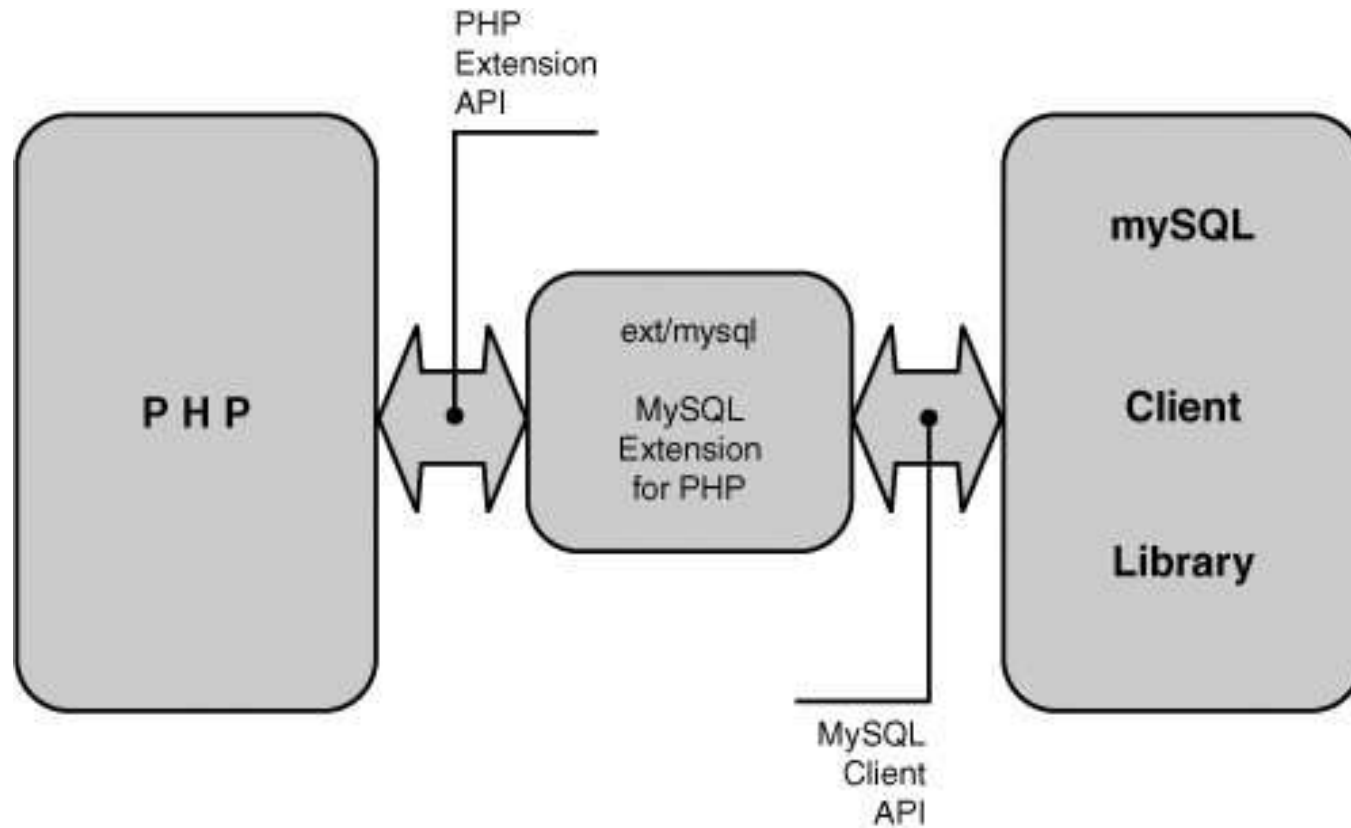 PHP
Extension
API
P H P
ext/mysql
MySQL
Extension
for PHP
mySQL
Client
Library
MySQL
Client
API